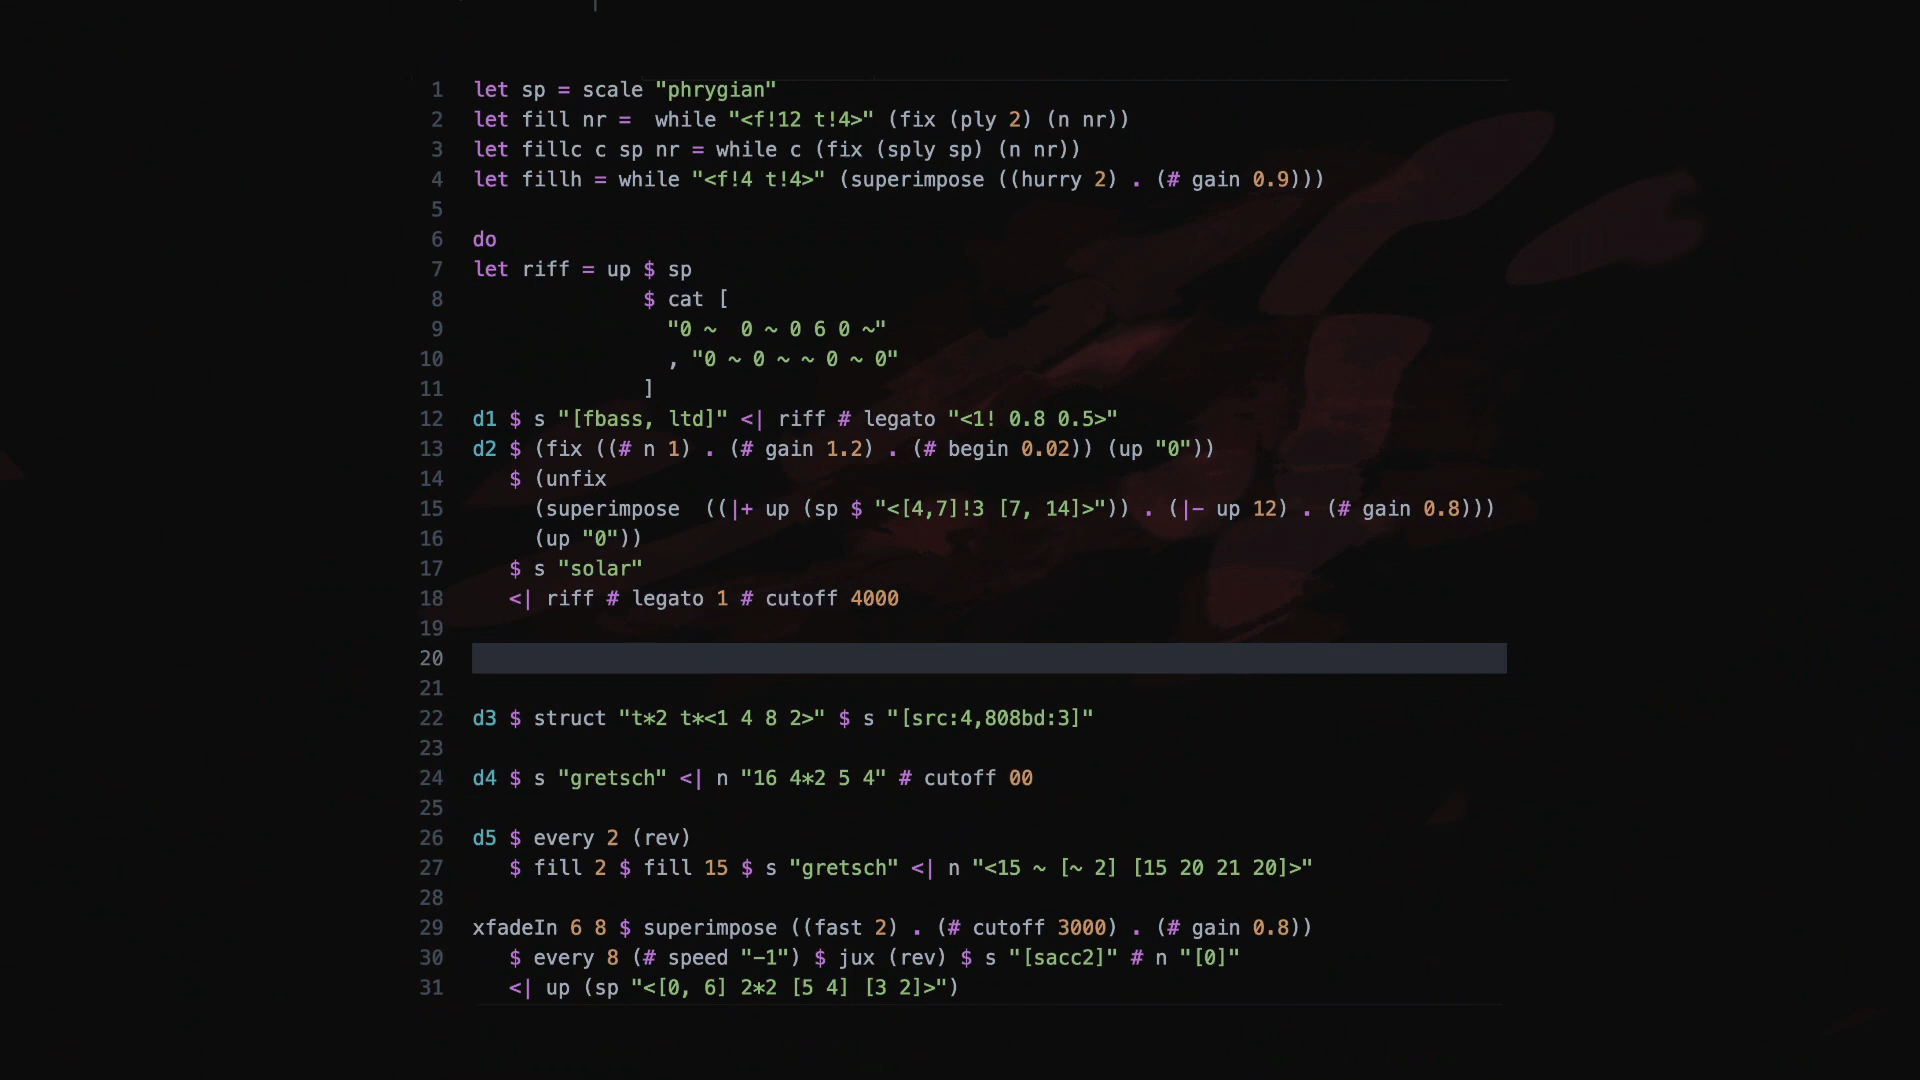 1 let sp = scale "phrygian"
2 let fill nr =  while "<f!12 t!4>" (fix (ply 2) (n nr))
3 let fillc c sp nr = while c (fix (sply sp) (n nr))
4 let fillh = while "<f!4 t!4>" (superimpose ((hurry 2) . (# gain 0.9)))
5
6 do
7 let riff = up $ sp
8               $ cat [
9                 "0 ~  0 ~ 0 6 0 ~"
10                 , "0 ~ 0 ~ ~ 0 ~ 0"
11               ]
12 d1 $ s "[fbass, ltd]" <| riff # legato "<1! 0.8 0.5>"
13 d2 $ (fix ((# n 1) . (# gain 1.2) . (# begin 0.02)) (up "0"))
14    $ (unfix
15      (superimpose  ((|+ up (sp $ "<[4,7]!3 [7, 14]>")) . (|- up 12) . (# gain 0.8)))
16      (up "0"))
17    $ s "solar"
18    <| riff # legato 1 # cutoff 4000
19
20
21
22 d3 $ struct "t*2 t*<1 4 8 2>" $ s "[src:4,808bd:3]"
23
24 d4 $ s "gretsch" <| n "16 4*2 5 4" # cutoff 00
25
26 d5 $ every 2 (rev)
27    $ fill 2 $ fill 15 $ s "gretsch" <| n "<15 ~ [~ 2] [15 20 21 20]>"
28
29 xfadeIn 6 8 $ superimpose ((fast 2) . (# cutoff 3000) . (# gain 0.8))
30    $ every 8 (# speed "-1") $ jux (rev) $ s "[sacc2]" # n "[0]"
31    <| up (sp "<[0, 6] 2*2 [5 4] [3 2]>")